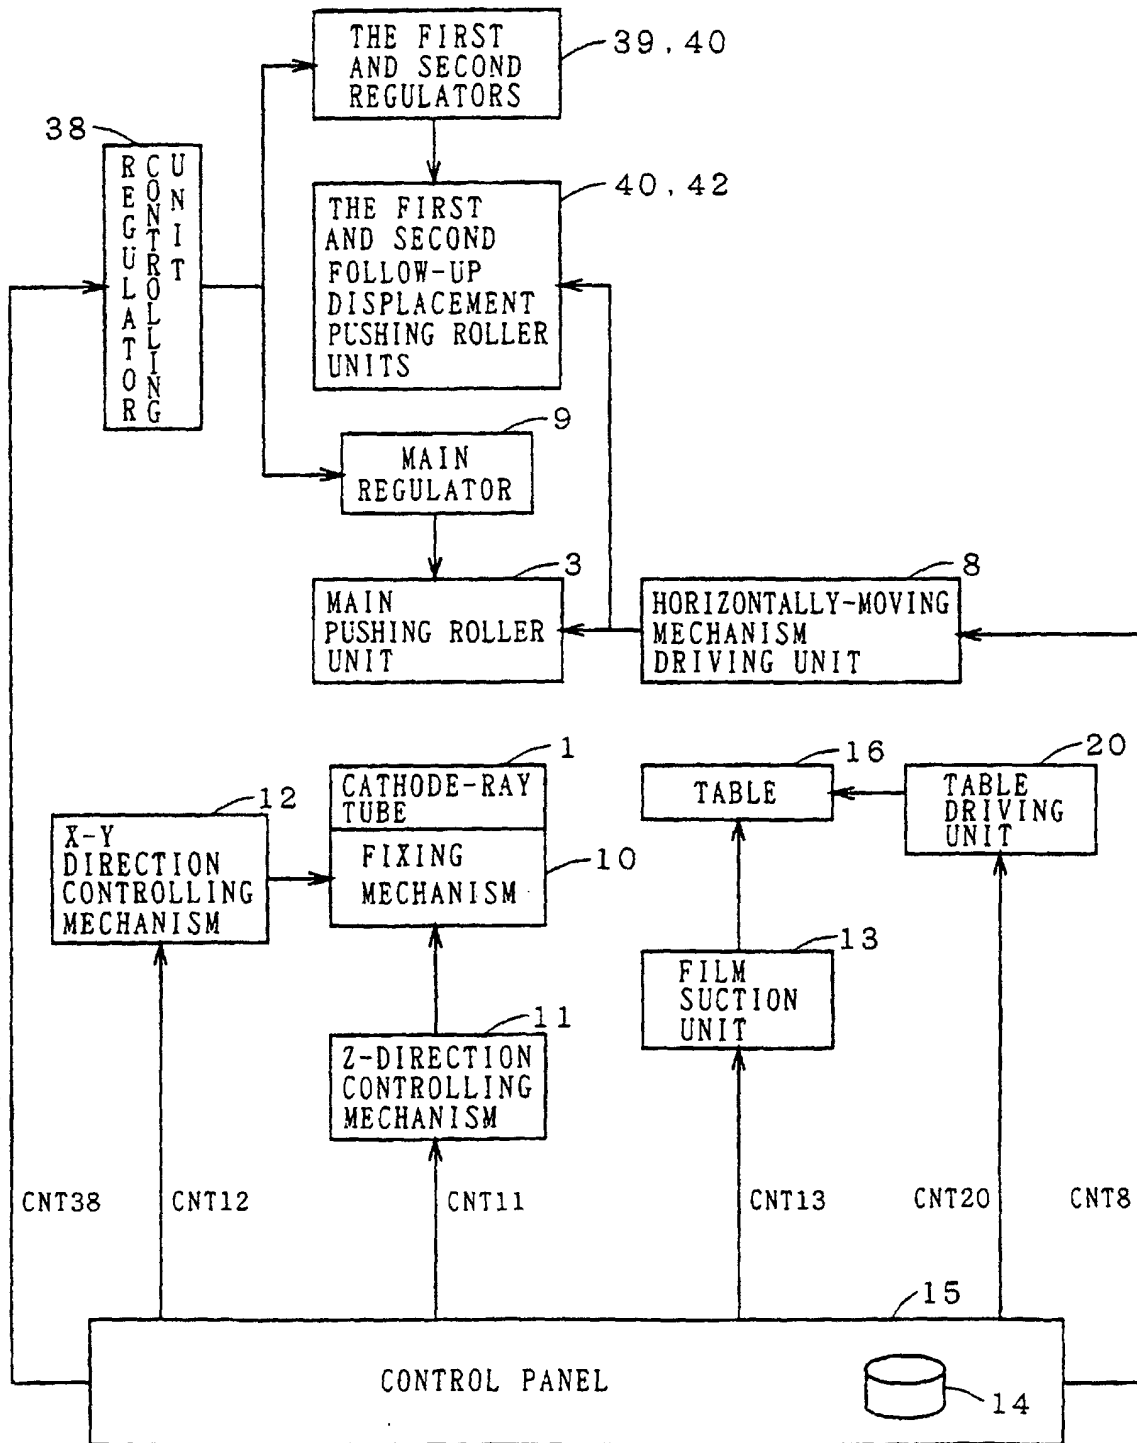 THE FIRST
AND SECOND
REGULATORS
39, 40
38
REGULATOR
CONTROLLING
UNIT
THE FIRST
AND SECOND
FOLLOW-UP
DISPLACEMENT
PUSHING ROLLER
UNITS
40, 42
9
MAIN
REGULATOR
3
MAIN
PUSHING ROLLER
UNIT
8
HORIZONTALLY-MOVING
MECHANISM
DRIVING UNIT
1
CATHODE-RAY
TUBE
FIXING
MECHANISM
10
12
X-Y
DIRECTION
CONTROLLING
MECHANISM
16
TABLE
20
TABLE
DRIVING
UNIT
13
FILM
SUCTION
UNIT
11
Z-DIRECTION
CONTROLLING
MECHANISM
CNT38
CNT12
CNT11
CNT13
CNT20
CNT8
15
CONTROL PANEL
14